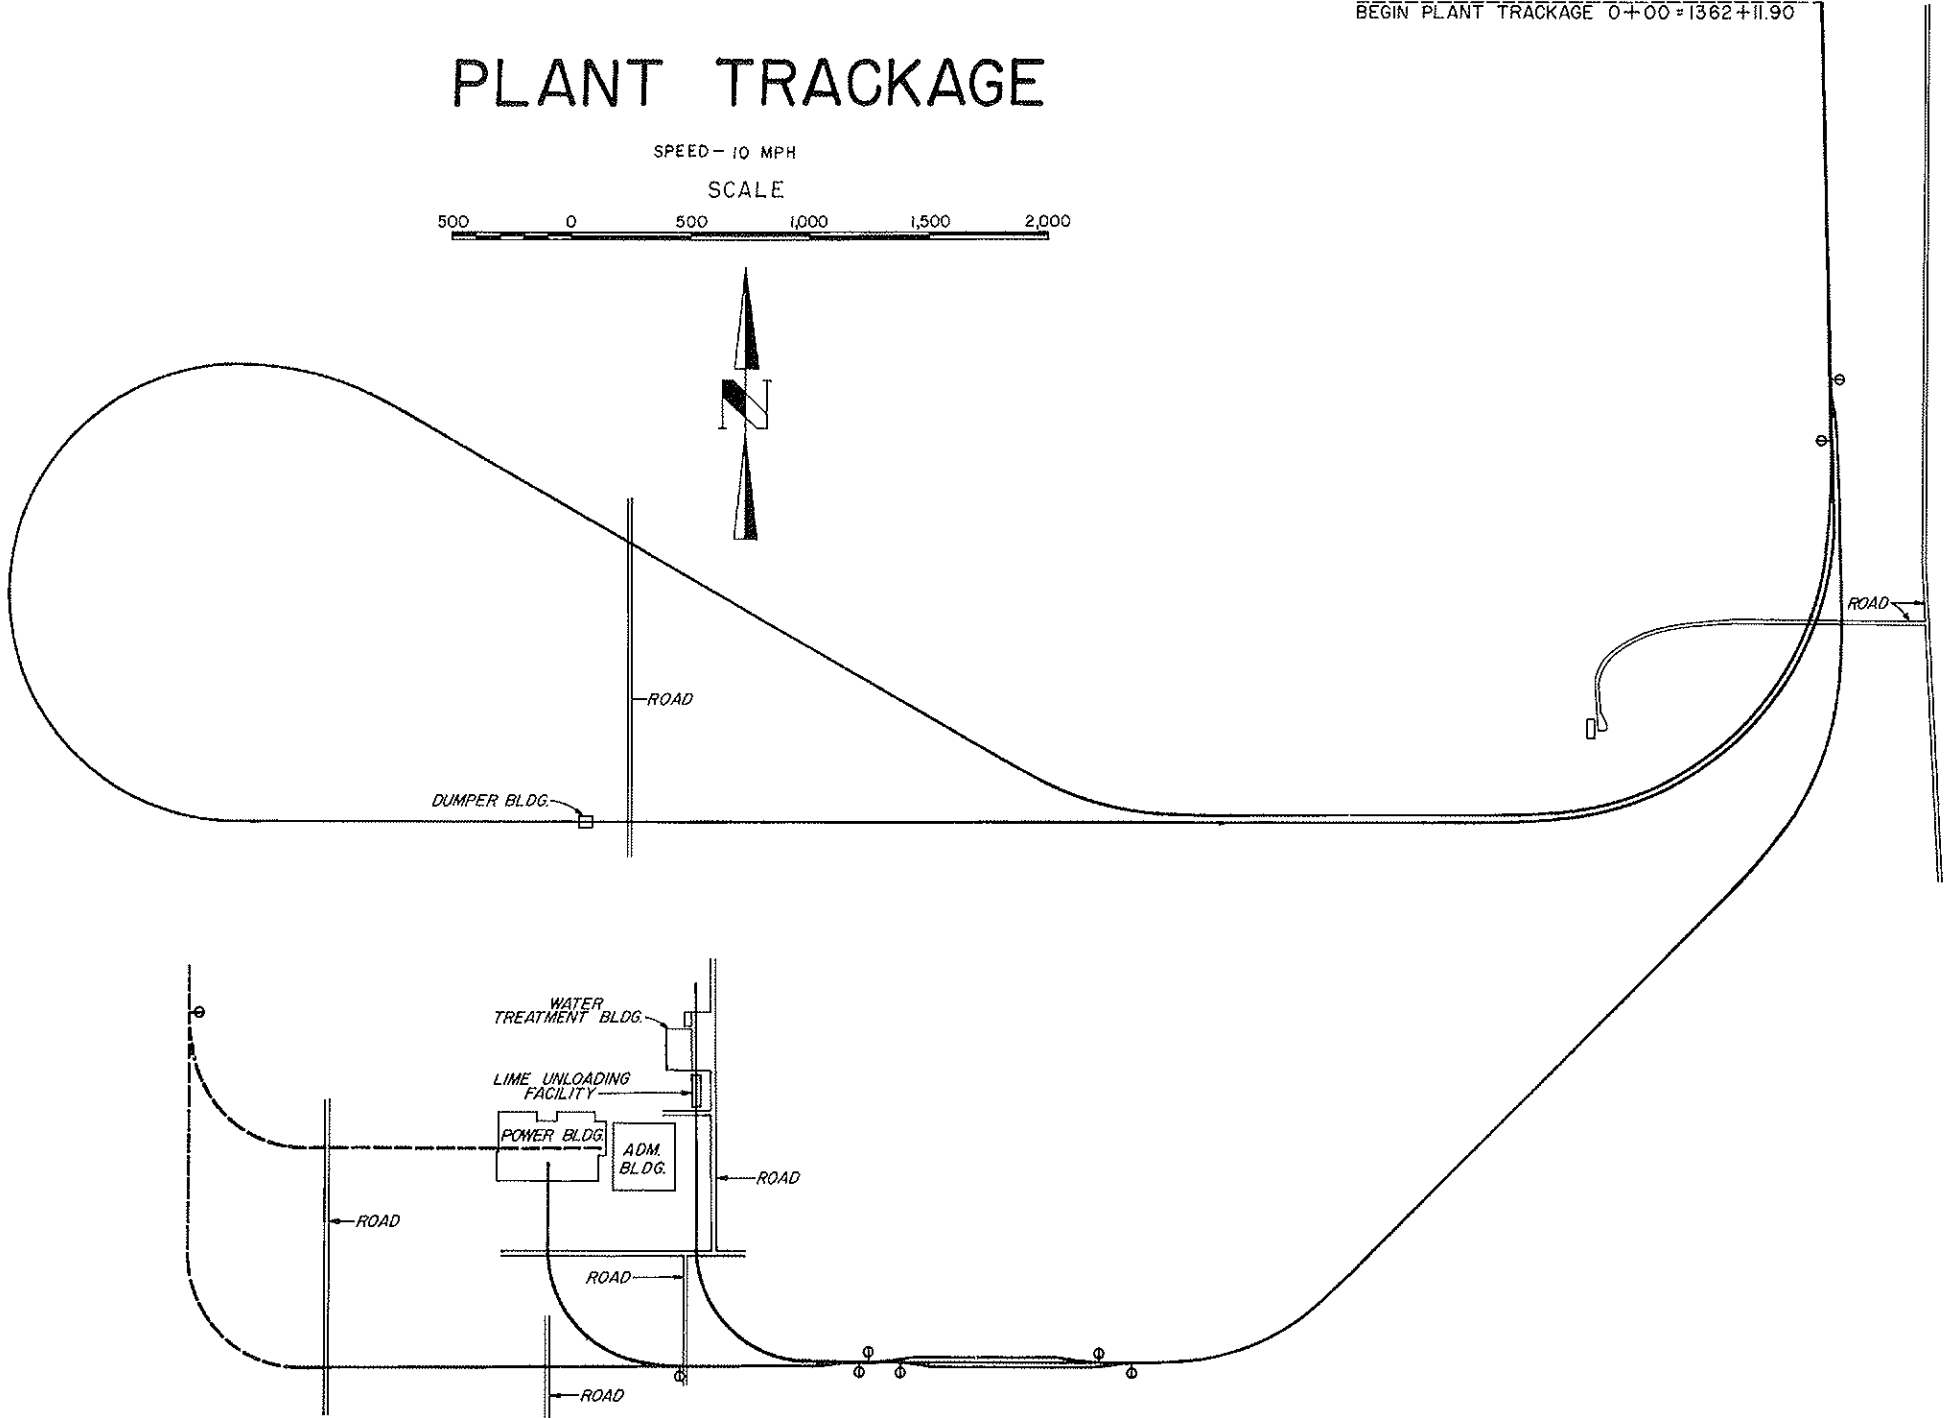 BEGIN PLANT TRACKAGE 0+00 = 1362+11.90
PLANT TRACKAGE
SPEED - 10 MPH
SCALE
500 0 500 1,000 1,500 2,000
N
ROAD
ROAD
DUMPER BLDG.
WATER
TREATMENT BLDG.
LIME UNLOADING
FACILITY
POWER BLDG.
ADM.
BLDG.
ROAD
ROAD
ROAD
ROAD